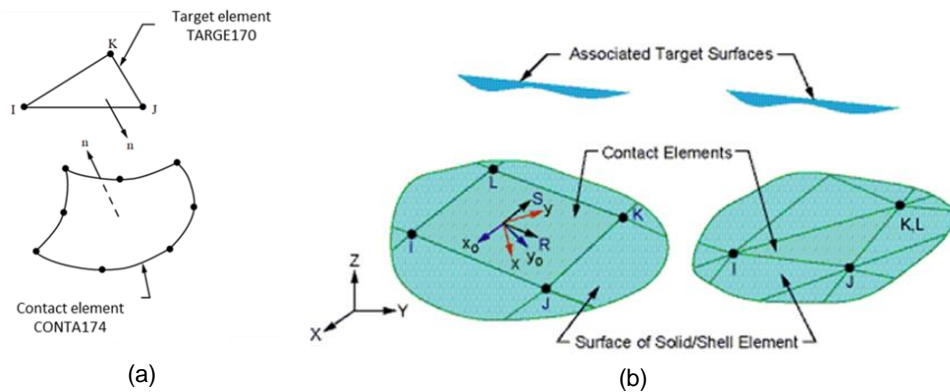 Target element
TARGE170
K
I
J
n
n
Contact element
CONTA174
(a)
Associated Target Surfaces
Contact Elements
L
S
y
K
I
R
x₀
y₀
x
J
Z
Y
X
K,L
I
J
Surface of Solid/Shell Element
(b)